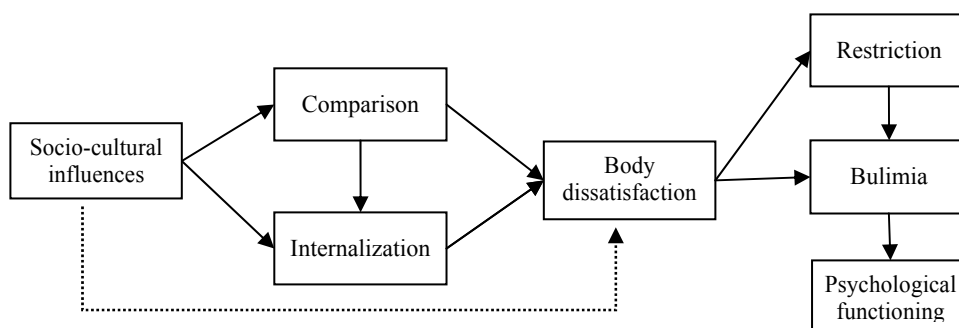 Socio-cultural
influences
Comparison
Internalization
Body
dissatisfaction
Restriction
Bulimia
Psychological
functioning